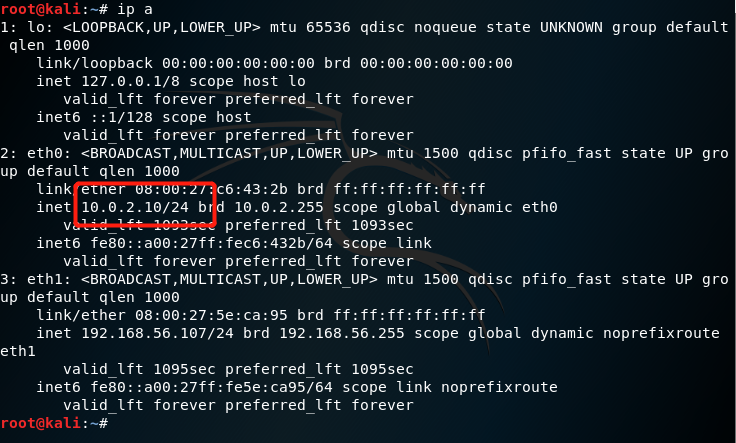 root@kali:~# ip a
1: lo: <LOOPBACK,UP,LOWER_UP> mtu 65536 qdisc noqueue state UNKNOWN group default
 qlen 1000
    link/loopback 00:00:00:00:00:00 brd 00:00:00:00:00:00
    inet 127.0.0.1/8 scope host lo
       valid_lft forever preferred_lft forever
    inet6 ::1/128 scope host
       valid_lft forever preferred_lft forever
2: eth0: <BROADCAST,MULTICAST,UP,LOWER_UP> mtu 1500 qdisc pfifo_fast state UP gro
up default qlen 1000
    link/ether 08:00:27:c6:43:2b brd ff:ff:ff:ff:ff:ff
    inet 10.0.2.10/24 brd 10.0.2.255 scope global dynamic eth0
       valid_lft 1093sec preferred_lft 1093sec
    inet6 fe80::a00:27ff:fec6:432b/64 scope link
       valid_lft forever preferred_lft forever
3: eth1: <BROADCAST,MULTICAST,UP,LOWER_UP> mtu 1500 qdisc pfifo_fast state UP gro
up default qlen 1000
    link/ether 08:00:27:5e:ca:95 brd ff:ff:ff:ff:ff:ff
    inet 192.168.56.107/24 brd 192.168.56.255 scope global dynamic noprefixroute
eth1
       valid_lft 1095sec preferred_lft 1095sec
    inet6 fe80::a00:27ff:fe5e:ca95/64 scope link noprefixroute
       valid_lft forever preferred_lft forever
root@kali:~#